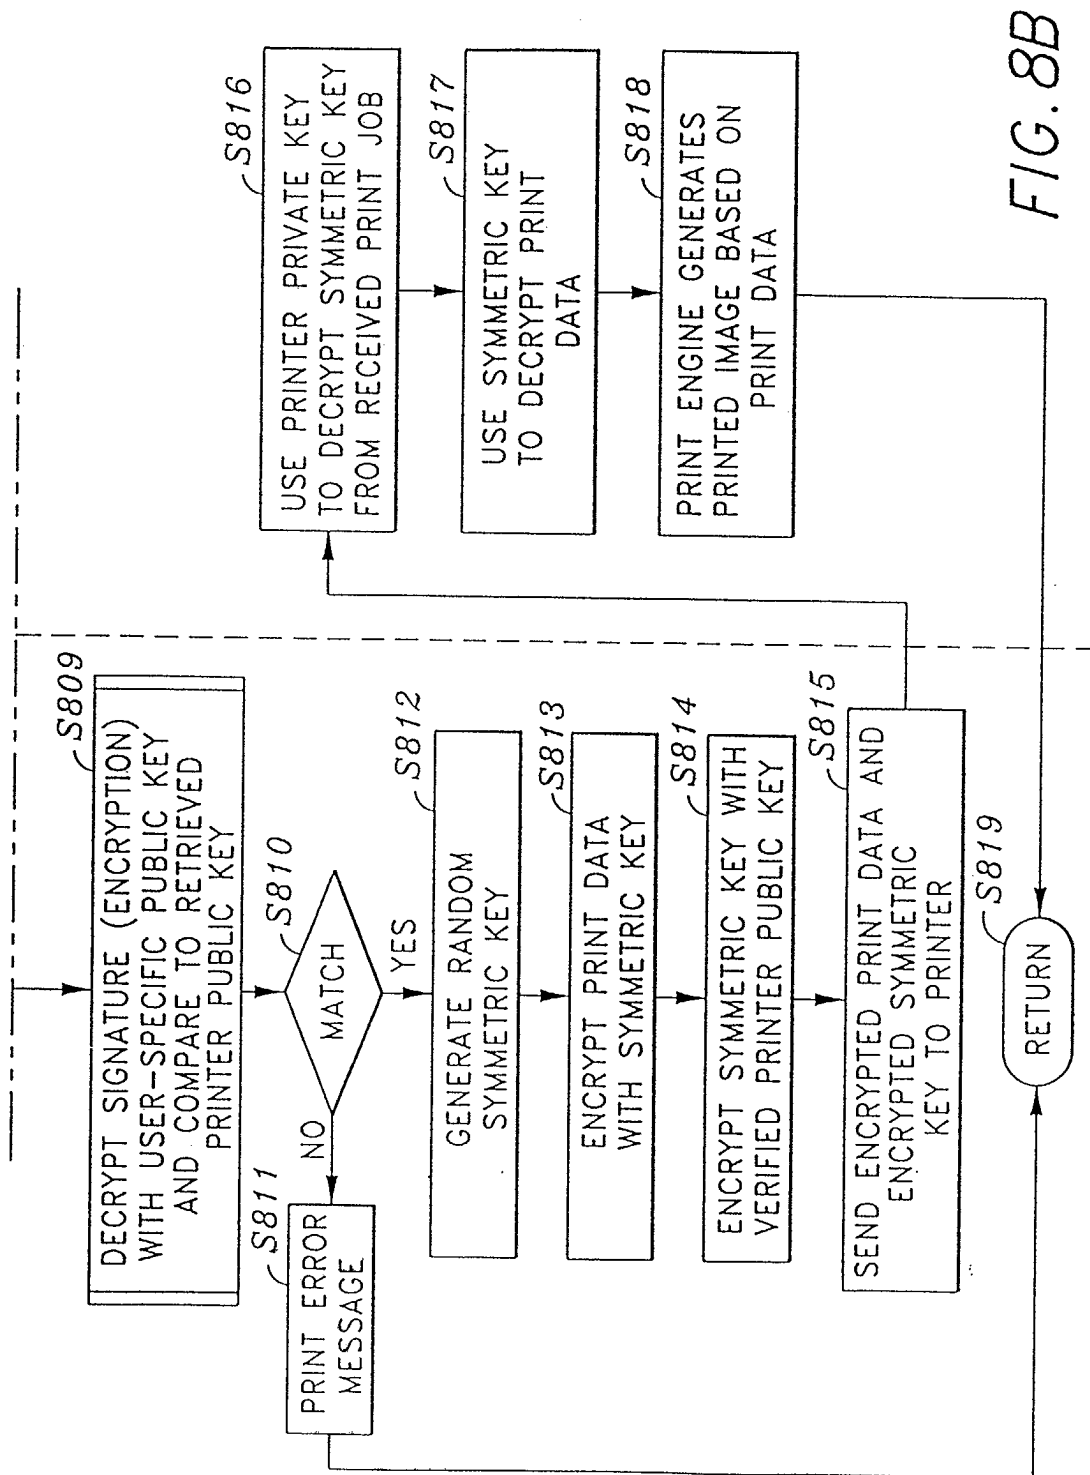 S809
DECRYPT SIGNATURE (ENCRYPTION)
WITH USER-SPECIFIC PUBLIC KEY
AND COMPARE TO RETRIEVED
PRINTER PUBLIC KEY
S810
MATCH
NO
YES
S811
PRINT ERROR
MESSAGE
S812
GENERATE RANDOM
SYMMETRIC KEY
S813
ENCRYPT PRINT DATA
WITH SYMMETRIC KEY
S814
ENCRYPT SYMMETRIC KEY WITH
VERIFIED PRINTER PUBLIC KEY
S815
SEND ENCRYPTED PRINT DATA AND
ENCRYPTED SYMMETRIC
KEY TO PRINTER
S816
USE PRINTER PRIVATE KEY
TO DECRYPT SYMMETRIC KEY
FROM RECEIVED PRINT JOB
S817
USE SYMMETRIC KEY
TO DECRYPT PRINT
DATA
S818
PRINT ENGINE GENERATES
PRINTED IMAGE BASED ON
PRINT DATA
S819
RETURN
FIG. 8B